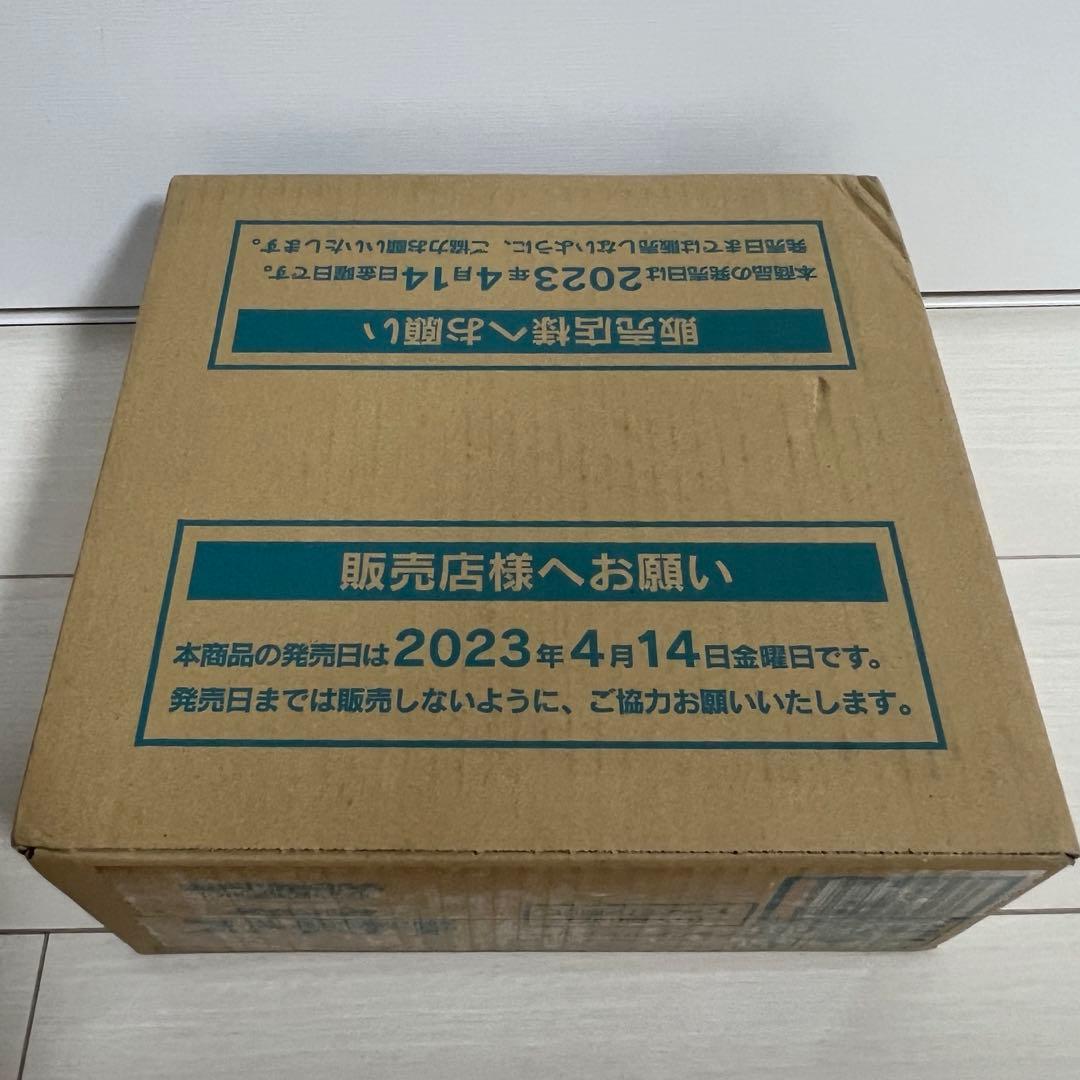 発売日までは販売しないように、ご協力お願いいたします。
本商品の発売日は2023年4月14日金曜日です。
販売店様へお願い
販売店様へお願い
本商品の発売日は2023年4月14日金曜日です。
発売日までは販売しないように、ご協力お願いいたします。